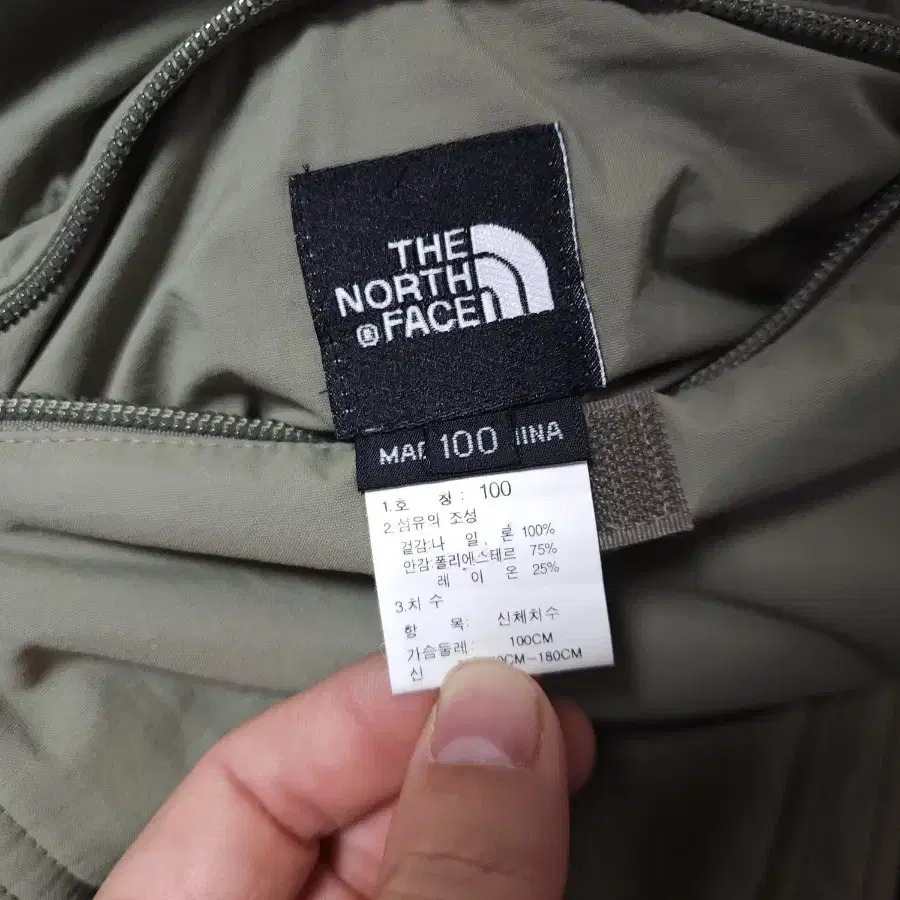 THE
NORTH
FACE
100
1.호 칭: 100
2.섬유의 조성
겉감:나 일 론 100%
안감:폴리에스테르 75%
레 이 온 25%
3.치 수
항 목: 신체치수
가슴둘레: 100CM
CM-180CM